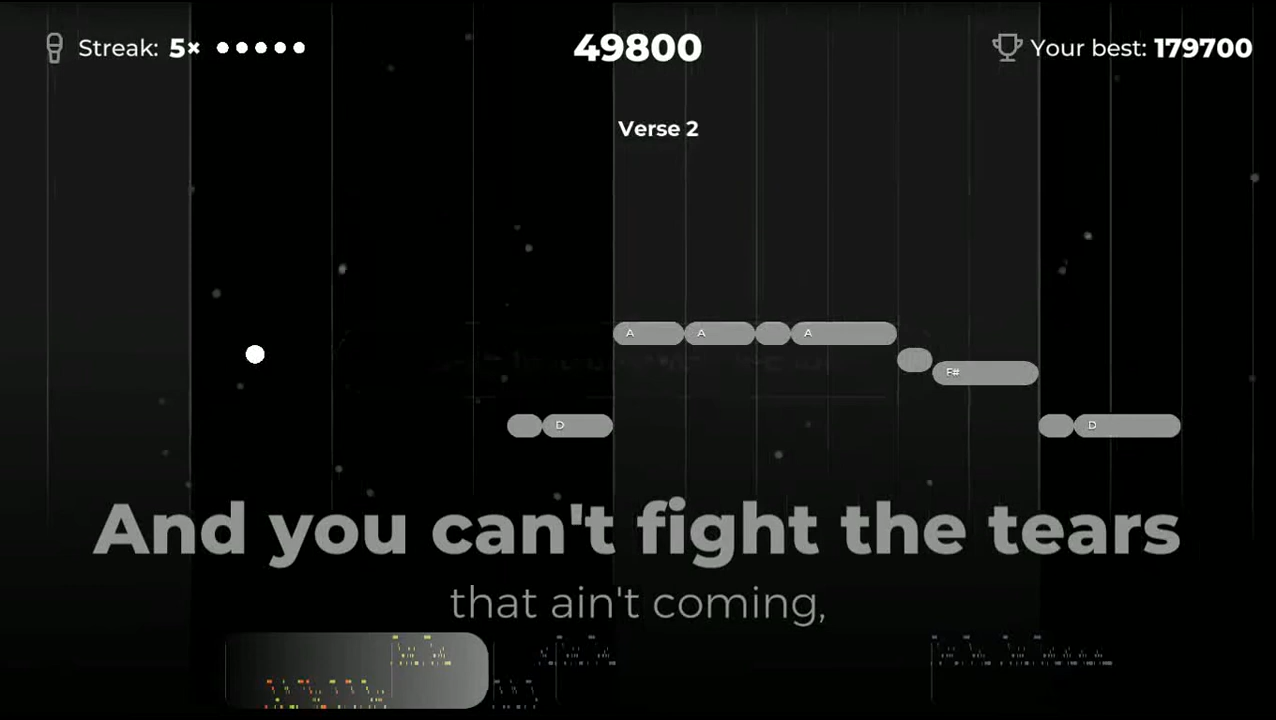 Streak: 5× 49800 Your best: 179700
Verse 2
A A A
F#
D D
And you can't fight the tears
that ain't coming,